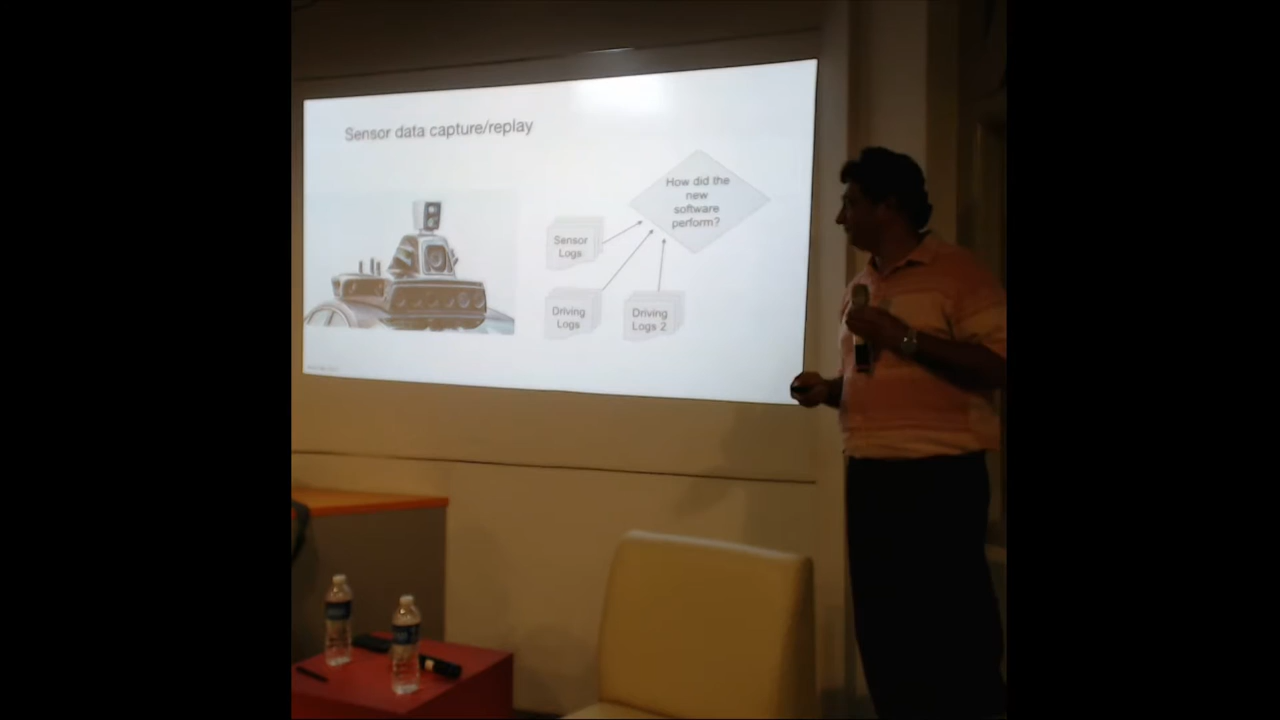 Sensor data capture/replay
How did the
new
software
perform?
Sensor
Logs
Driving
Logs
Driving
Logs 2